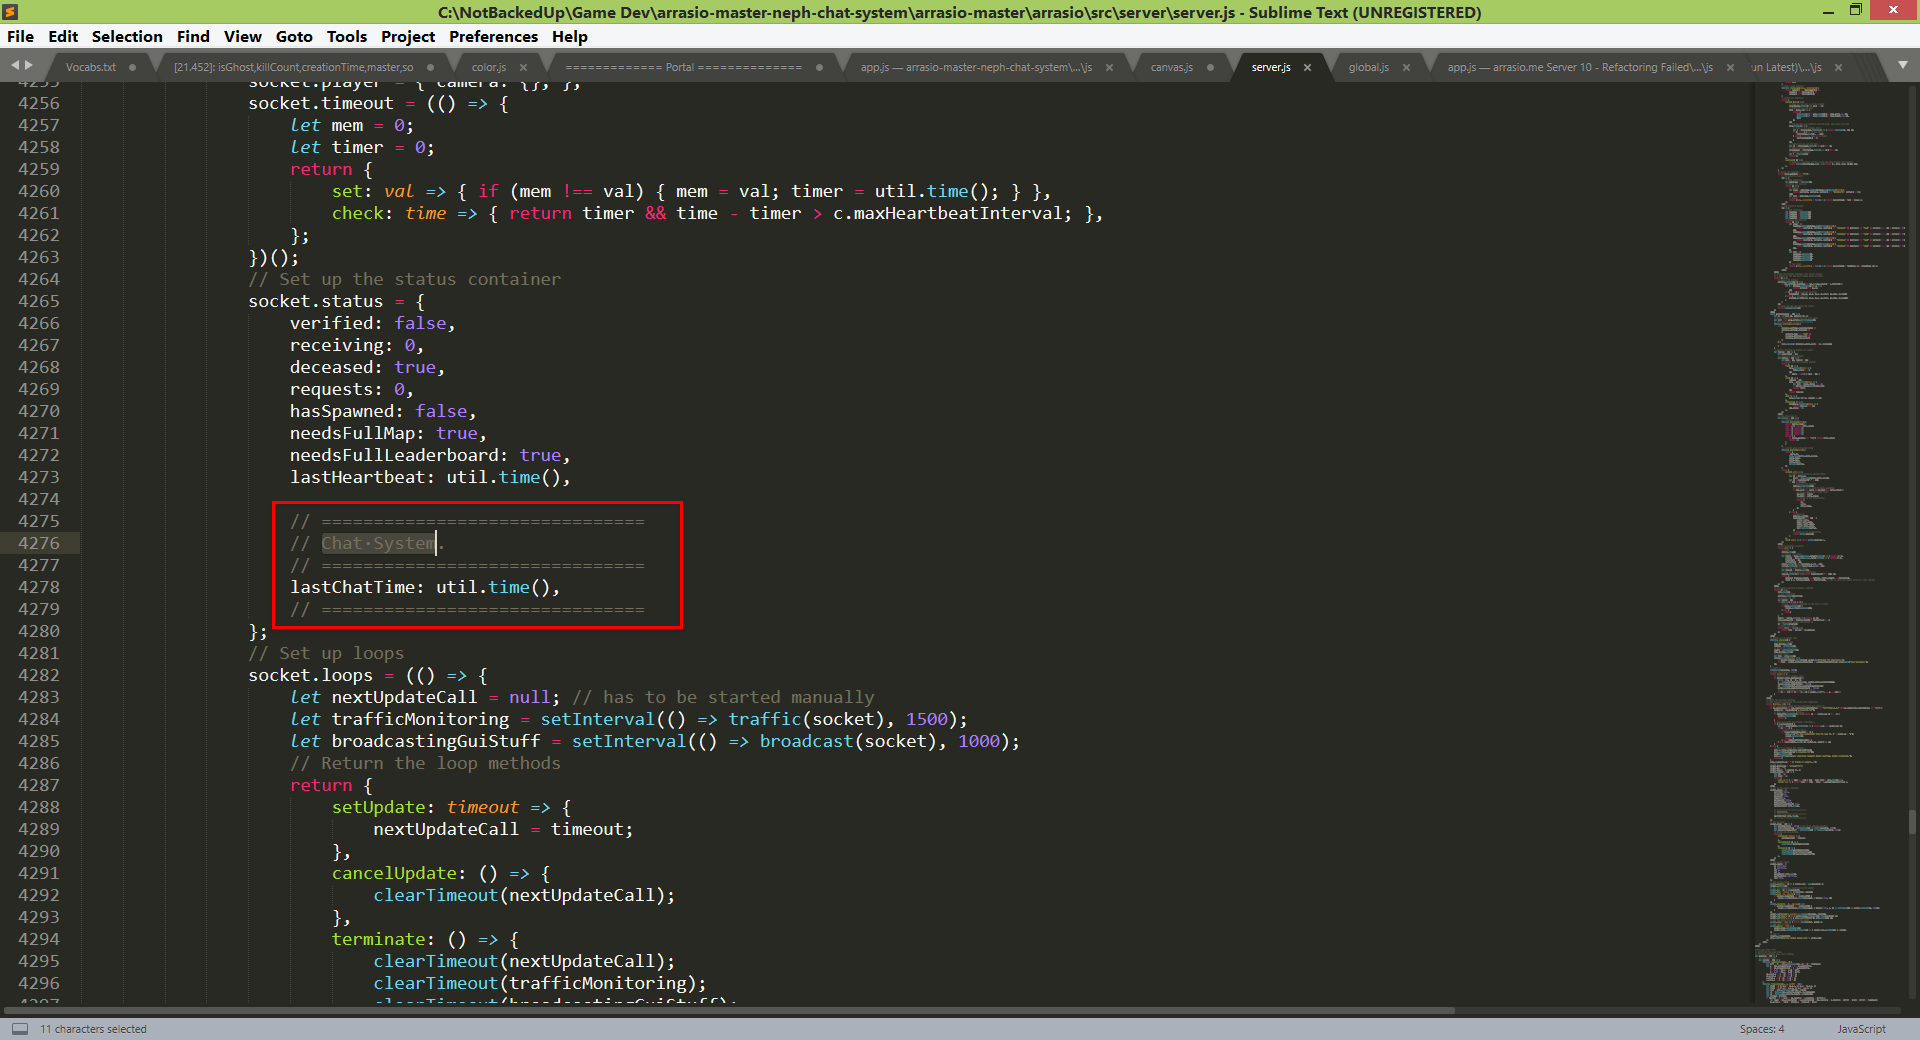 C:\NotBackedUp\Game Dev\arrasio-master-neph-chat-system\arrasio-master\arrasio\src\server\server.js - Sublime Text (UNREGISTERED)
File Edit Selection Find View Goto Tools Project Preferences Help
Vocabs.txt [21.452]: isGhost,killCount,creationTime,master,so color.js ============= Portal ============== app.js — arrasio-master-neph-chat-system\...\js canvas.js server.js global.js app.js — arrasio.me Server 10 - Refactoring Failed\...\js un Latest)\...\js
4255 socket.player = { camera: {}, };
4256 socket.timeout = (() => {
4257 let mem = 0;
4258 let timer = 0;
4259 return {
4260 set: val => { if (mem !== val) { mem = val; timer = util.time(); } },
4261 check: time => { return timer && time - timer > c.maxHeartbeatInterval; },
4262 };
4263 })();
4264 // Set up the status container
4265 socket.status = {
4266 verified: false,
4267 receiving: 0,
4268 deceased: true,
4269 requests: 0,
4270 hasSpawned: false,
4271 needsFullMap: true,
4272 needsFullLeaderboard: true,
4273 lastHeartbeat: util.time(),
4274
4275 // ===============================
4276 // Chat·System.
4277 // ===============================
4278 lastChatTime: util.time(),
4279 // ===============================
4280 };
4281 // Set up loops
4282 socket.loops = (() => {
4283 let nextUpdateCall = null; // has to be started manually
4284 let trafficMonitoring = setInterval(() => traffic(socket), 1500);
4285 let broadcastingGuiStuff = setInterval(() => broadcast(socket), 1000);
4286 // Return the loop methods
4287 return {
4288 setUpdate: timeout => {
4289 nextUpdateCall = timeout;
4290 },
4291 cancelUpdate: () => {
4292 clearTimeout(nextUpdateCall);
4293 },
4294 terminate: () => {
4295 clearTimeout(nextUpdateCall);
4296 clearTimeout(trafficMonitoring);
4297 clearTimeout(broadcastingGuiStuff);
11 characters selected Spaces: 4 JavaScript